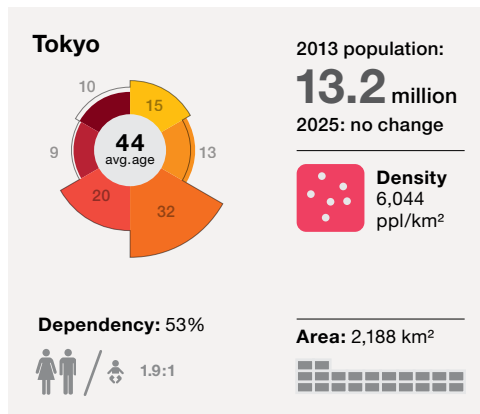 Tokyo
10
15
9
44
avg.age
13
20
32
2013 population:
13.2 million
2025: no change
Density
6,044
ppl/km²
Dependency: 53%
1.9:1
Area: 2,188 km²